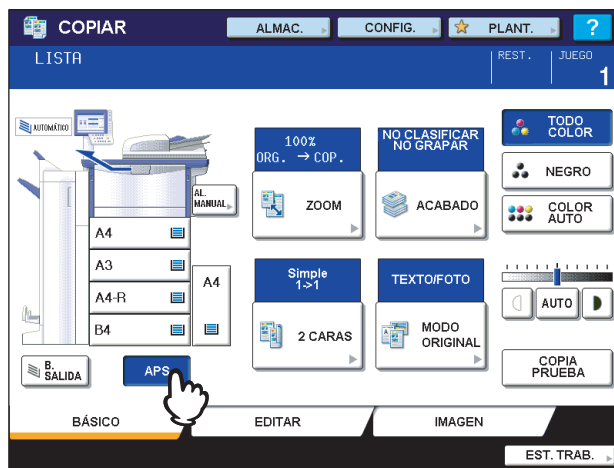 COPIAR
ALMAC.
CONFIG.
PLANT.
?
LISTA
REST.
JUEGO
1
AUTOMÁTICO
AL.
MANUAL
A4
A3
A4-R
B4
A4
B.
SALIDA
APS
100%
ORG. → COP.
ZOOM
NO CLASIFICAR
NO GRAPAR
ACABADO
Simple
1->1
2 CARAS
TEXTO/FOTO
MODO
ORIGINAL
TODO
COLOR
NEGRO
COLOR
AUTO
AUTO
COPIA
PRUEBA
BÁSICO
EDITAR
IMAGEN
EST. TRAB.